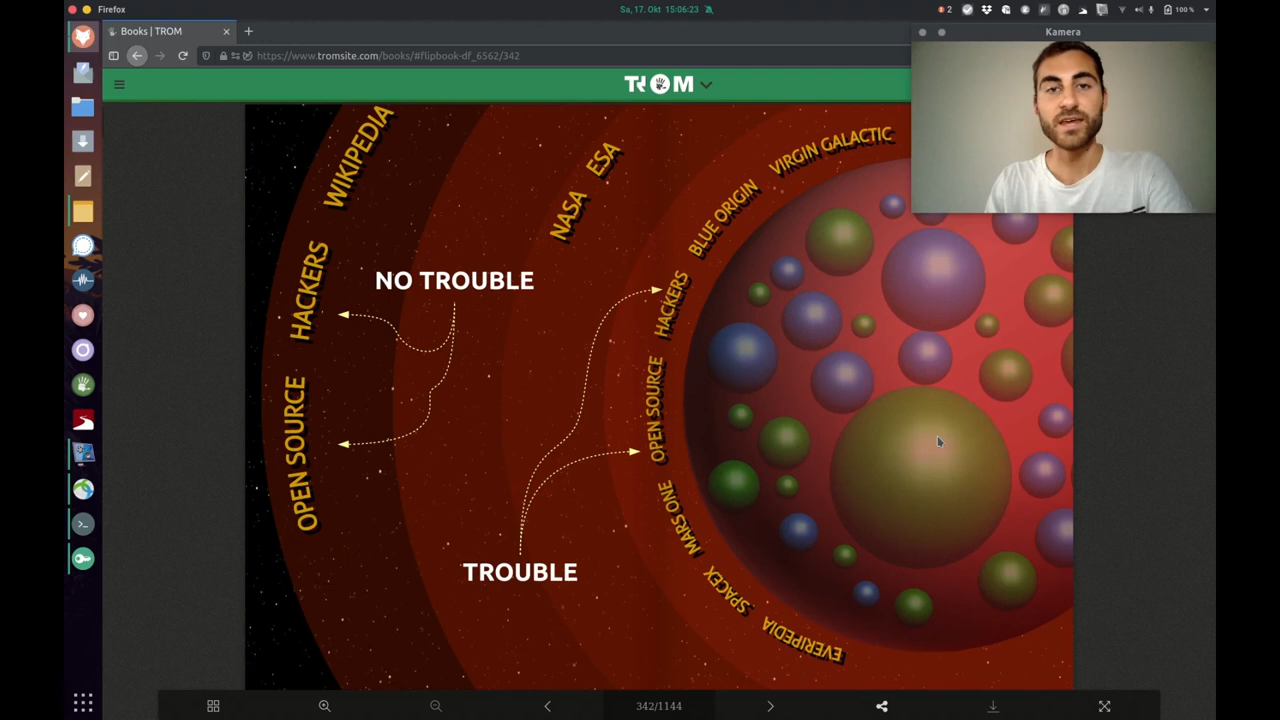 Firefox
Sa, 17. Okt 15:06:23
2
100 %
Books | TROM
Kamera
https://www.tromsite.com/books/#flipbook-df_6562/342
TROM
WIKIPEDIA
HACKERS
OPEN SOURCE
NO TROUBLE
NASA
ESA
VIRGIN GALACTIC
BLUE ORIGIN
HACKERS
OPEN SOURCE
MARS ONE
SPACEX
EVERIPEDIA
TROUBLE
342/1144